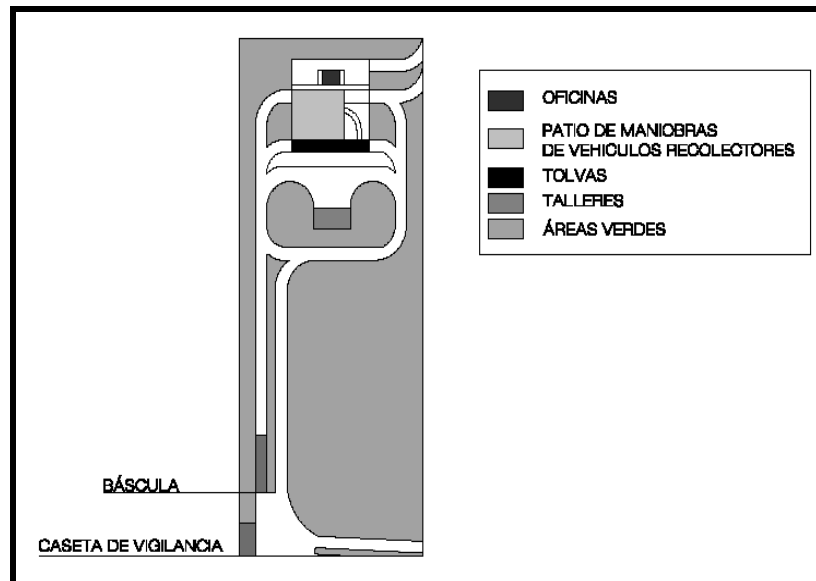 OFICINAS
PATIO DE MANIOBRAS
DE VEHICULOS RECOLECTORES
TOLVAS
TALLERES
ÁREAS VERDES
BÁSCULA
CASETA DE VIGILANCIA